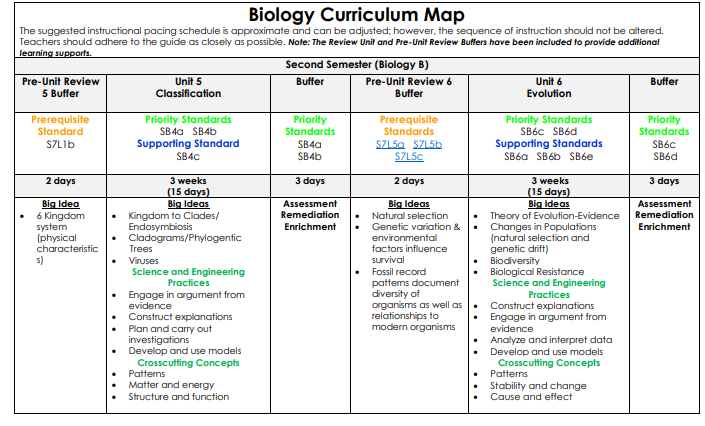 Biology Curriculum Map
The suggested instructional pacing schedule is approximate and can be adjusted; however, the sequence of instruction should not be altered.
Teachers should adhere to the guide as closely as possible. Note: The Review Unit and Pre-Unit Review Buffers have been included to provide additional
learning supports.
Second Semester (Biology B)
Pre-Unit Review
5 Buffer
Unit 5
Classification
Buffer
Pre-Unit Review 6
Buffer
Unit 6
Evolution
Buffer
Prerequisite
Standard
S7L1b
Priority Standards
SB4a SB4b
Supporting Standard
SB4c
Priority
Standards
SB4a
SB4b
Prerequisite
Standards
S7L5a S7L5b
S7L5c
Priority Standards
SB6c SB6d
Supporting Standards
SB6a SB6b SB6e
Priority
Standards
SB6c
SB6d
2 days
3 weeks
(15 days)
3 days
2 days
3 weeks
(15 days)
3 days
Big Idea
• 6 Kingdom
system
(physical
characteristic
s)
Big Ideas
• Kingdom to Clades/
Endosymbiosis
• Cladograms/Phylogentic
Trees
• Viruses
Science and Engineering
Practices
• Engage in argument from
evidence
• Construct explanations
• Plan and carry out
investigations
• Develop and use models
Crosscutting Concepts
• Patterns
• Matter and energy
• Structure and function
Assessment
Remediation
Enrichment
Big Ideas
• Natural selection
• Genetic variation &
environmental
factors influence
survival
• Fossil record
patterns document
diversity of
organisms as well as
relationships to
modern organisms
Big Ideas
• Theory of Evolution-Evidence
• Changes in Populations
(natural selection and
genetic drift)
• Biodiversity
• Biological Resistance
Science and Engineering
Practices
• Construct explanations
• Engage in argument from
evidence
• Analyze and interpret data
• Develop and use models
Crosscutting Concepts
• Patterns
• Stability and change
• Cause and effect
Assessment
Remediation
Enrichment